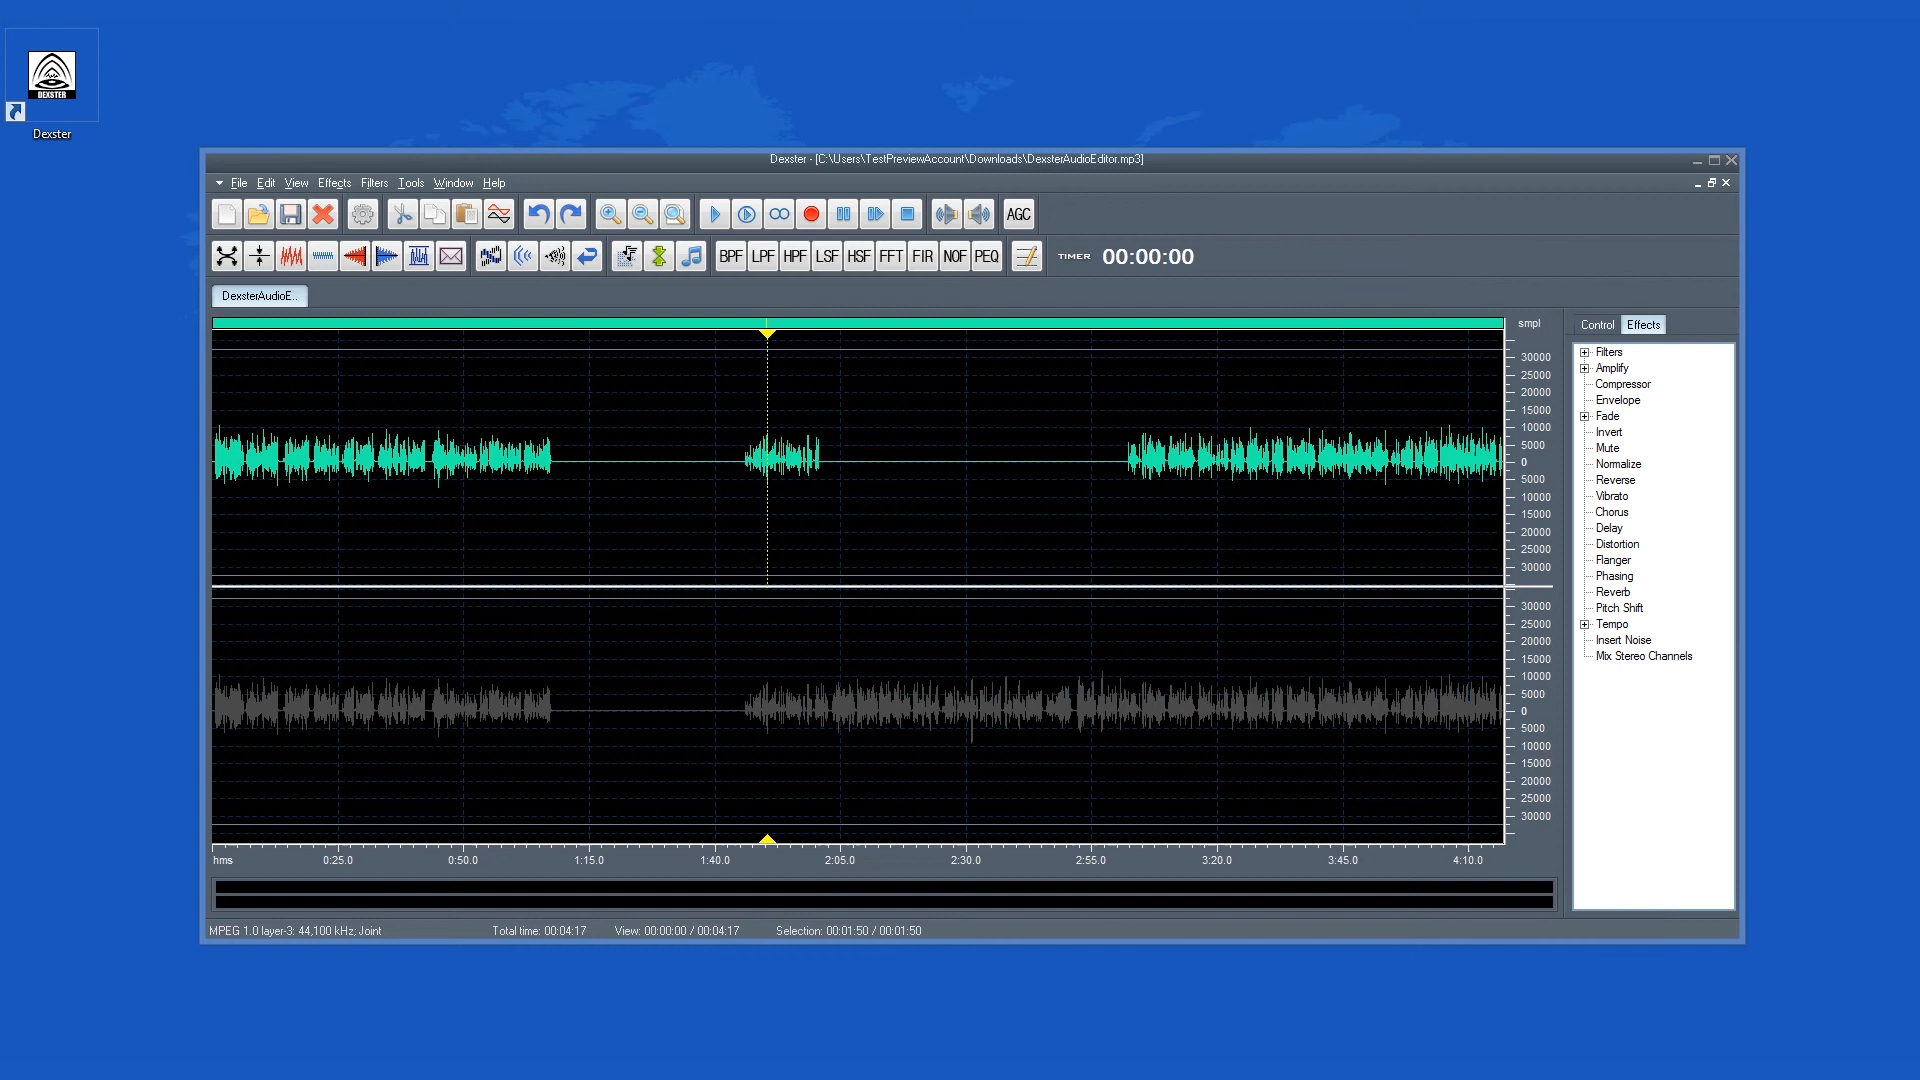 DEXSTER
Dexster
Dexster - [C:\Users\TestPreviewAccount\Downloads\DexsterAudioEditor.mp3]
File Edit View Effects Filters Tools Window Help
AGC
BPF LPF HPF LSF HSF FFT FIR NOF PEQ TIMER 00:00:00
DexsterAudioE..
smpl
30000
25000
20000
15000
10000
5000
0
5000
10000
15000
20000
25000
30000
30000
25000
20000
15000
10000
5000
0
5000
10000
15000
20000
25000
30000
hms 0:25.0 0:50.0 1:15.0 1:40.0 2:05.0 2:30.0 2:55.0 3:20.0 3:45.0 4:10.0
Control Effects
Filters
Amplify
Compressor
Envelope
Fade
Invert
Mute
Normalize
Reverse
Vibrato
Chorus
Delay
Distortion
Flanger
Phasing
Reverb
Pitch Shift
Tempo
Insert Noise
Mix Stereo Channels
MPEG 1.0 layer-3: 44,100 kHz; Joint Total time: 00:04:17 View: 00:00:00 / 00:04:17 Selection: 00:01:50 / 00:01:50